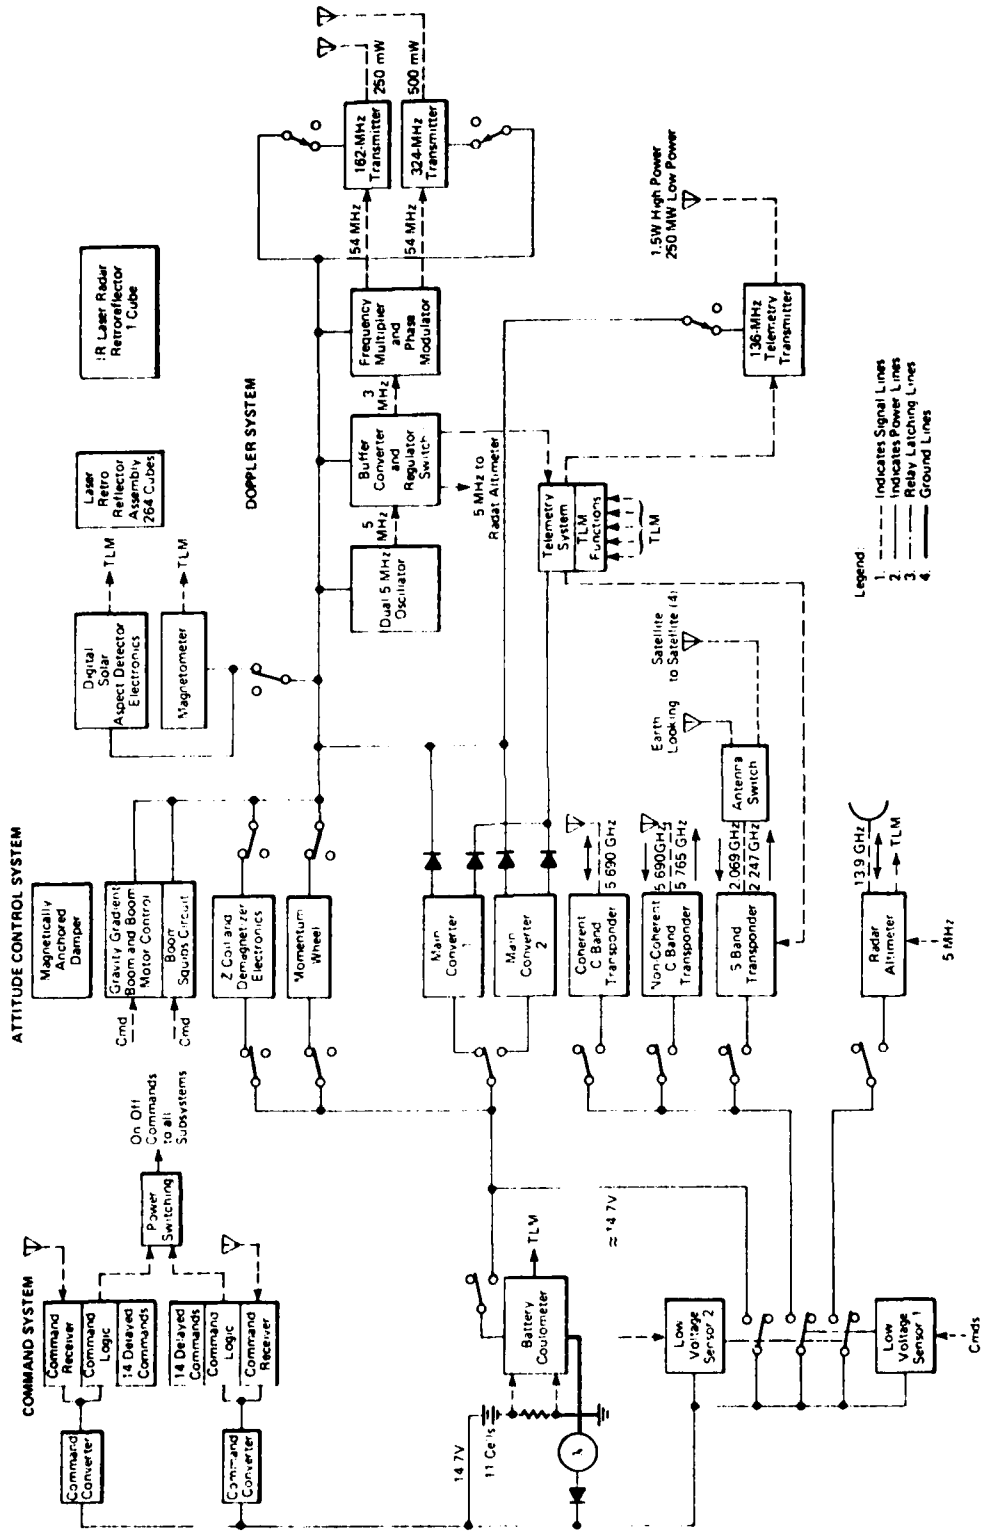 COMMAND SYSTEM
Command
Converter
Command
Receiver
Command
Logic
14 Delayed
Commands
14 Delayed
Commands
Command
Logic
Command
Receiver
Command
Converter
Power
Switching
On Off
Commands
to all
Subsystems
ATTITUDE CONTROL SYSTEM
Magnetically
Anchored
Damper
Cmd
Gravity Gradient
Boom and Boom
Motor Control
Cmd
Boom
Squibs Circuit
Z Coil and
Demagnetizer
Electronics
Momentum
Wheel
Digital
Solar
Aspect Detector
Electronics
TLM
Magnetometer
TLM
Laser
Retro
Reflector
Assembly
264 Cubes
IR Laser Radar
Retroreflector
1 Cube
DOPPLER SYSTEM
Dual 5 MHz
Oscillator
5
MHz
Buffer
Converter
and
Regulator
Switch
3
MHz
Frequency
Multiplier
and
Phase
Modulator
54 MHz
54 MHz
162-MHz
Transmitter
250 mW
324-MHz
Transmitter
500 mW
5 MHz to
Radat Altimeter
Telemetry
System
TLM
Functions
TLM
136-MHz
Telemetry
Transmitter
1.5W High Power
250 MW Low Power
14 7V
11 Cells
Battery
Coulometer
TLM
≈ 14 7V
Low
Voltage
Sensor 2
Low
Voltage
Sensor 1
Cmds
Main
Converter
1
Main
Converter
2
Coherent
C Band
Transponder
5 690 GHz
Non-Coherent
C Band
Transponder
5 690GHz
5 765 GHz
S Band
Transponder
2.069 GHz
2 247 GHz
Antenna
Switch
Earth
Looking
Satellite
to Satellite (4)
Radar
Altimeter
13.9 GHz
TLM
5 MHz
Legend:
1. Indicates Signal Lines
2. Indicates Power Lines
3. Relay Latching Lines
4. Ground Lines